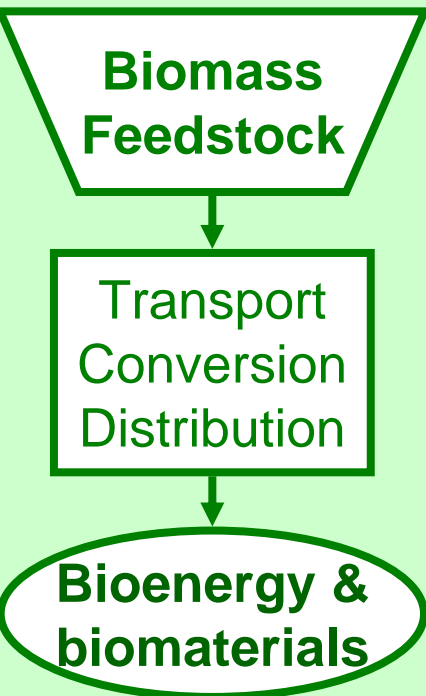 Biomass
Feedstock
Transport
Conversion
Distribution
Bioenergy &
biomaterials